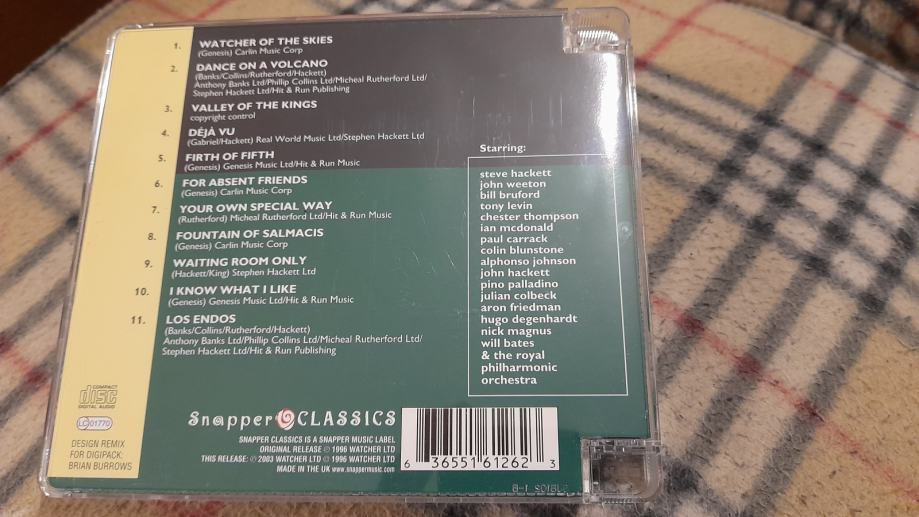 1. WATCHER OF THE SKIES
(Genesis) Carlin Music Corp
2. DANCE ON A VOLCANO
(Banks/Collins/Rutherford/Hackett)
Anthony Banks Ltd/Phillip Collins Ltd/Micheal Rutherford Ltd/
Stephen Hackett Ltd/Hit & Run Publishing
3. VALLEY OF THE KINGS
copyright control
4. DÉJÀ VU
(Gabriel/Hackett) Real World Music Ltd/Stephen Hackett Ltd
5. FIRTH OF FIFTH
(Genesis) Genesis Music Ltd/Hit & Run Music
6. FOR ABSENT FRIENDS
(Genesis) Carlin Music Corp
7. YOUR OWN SPECIAL WAY
(Rutherford) Micheal Rutherford Ltd/Hit & Run Music
8. FOUNTAIN OF SALMACIS
(Genesis) Carlin Music Corp
9. WAITING ROOM ONLY
(Hackett/King) Stephen Hackett Ltd
10. I KNOW WHAT I LIKE
(Genesis) Genesis Music Ltd/Hit & Run Music
11. LOS ENDOS
(Banks/Collins/Rutherford/Hackett)
Anthony Banks Ltd/Phillip Collins Ltd/Micheal Rutherford Ltd/
Stephen Hackett Ltd/Hit & Run Publishing
Starring:
steve hackett
john weeton
bill bruford
tony levin
chester thompson
ian mcdonald
paul carrack
colin blunstone
alphonso johnson
john hackett
pino palladino
julian colbeck
aron friedman
hugo degenhardt
nick magnus
will bates
& the royal
philharmonic
orchestra
COMPACT
disc
DIGITAL AUDIO
LC 01770
DESIGN REMIX
FOR DIGIPACK:
BRIAN BURROWS
Snapper CLASSICS
SNAPPER CLASSICS IS A SNAPPER MUSIC LABEL
ORIGINAL RELEASE ℗ 1996 WATCHER LTD
THIS RELEASE: ℗ 2003 WATCHER LTD © 1996 WATCHER LTD
MADE IN THE UK www.snappermusic.com
6 36551 61262 3